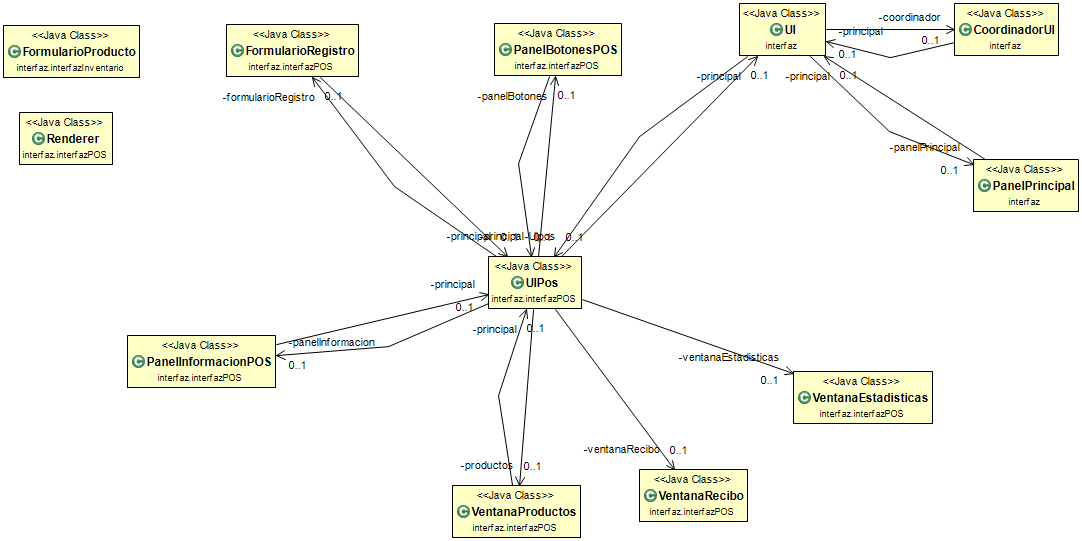 <<Java Class>>
FormularioProducto
interfaz.interfazInventario
<<Java Class>>
FormularioRegistro
interfaz.interfazPOS
<<Java Class>>
PanelBotonesPOS
interfaz.interfazPOS
<<Java Class>>
UI
interfaz
<<Java Class>>
CoordinadorUI
interfaz
-coordinador
0..1
-principal
0..1
-formularioRegistro
0..1
-panelBotones
0..1
-principal
0..1
-principal
0..1
<<Java Class>>
Renderer
interfaz.interfazPOS
-panelPrincipal
0..1
<<Java Class>>
PanelPrincipal
interfaz
-principal
0..1
-principal
0..1
-UIpos
0..1
<<Java Class>>
UIPos
interfaz.interfazPOS
-principal
0..1
-panelInformacion
0..1
<<Java Class>>
PanelInformacionPOS
interfaz.interfazPOS
-principal
0..1
-ventanaEstadisticas
0..1
<<Java Class>>
VentanaEstadisticas
interfaz.interfazPOS
-ventanaRecibo
0..1
-productos
0..1
<<Java Class>>
VentanaProductos
interfaz.interfazPOS
<<Java Class>>
VentanaRecibo
interfaz.interfazPOS